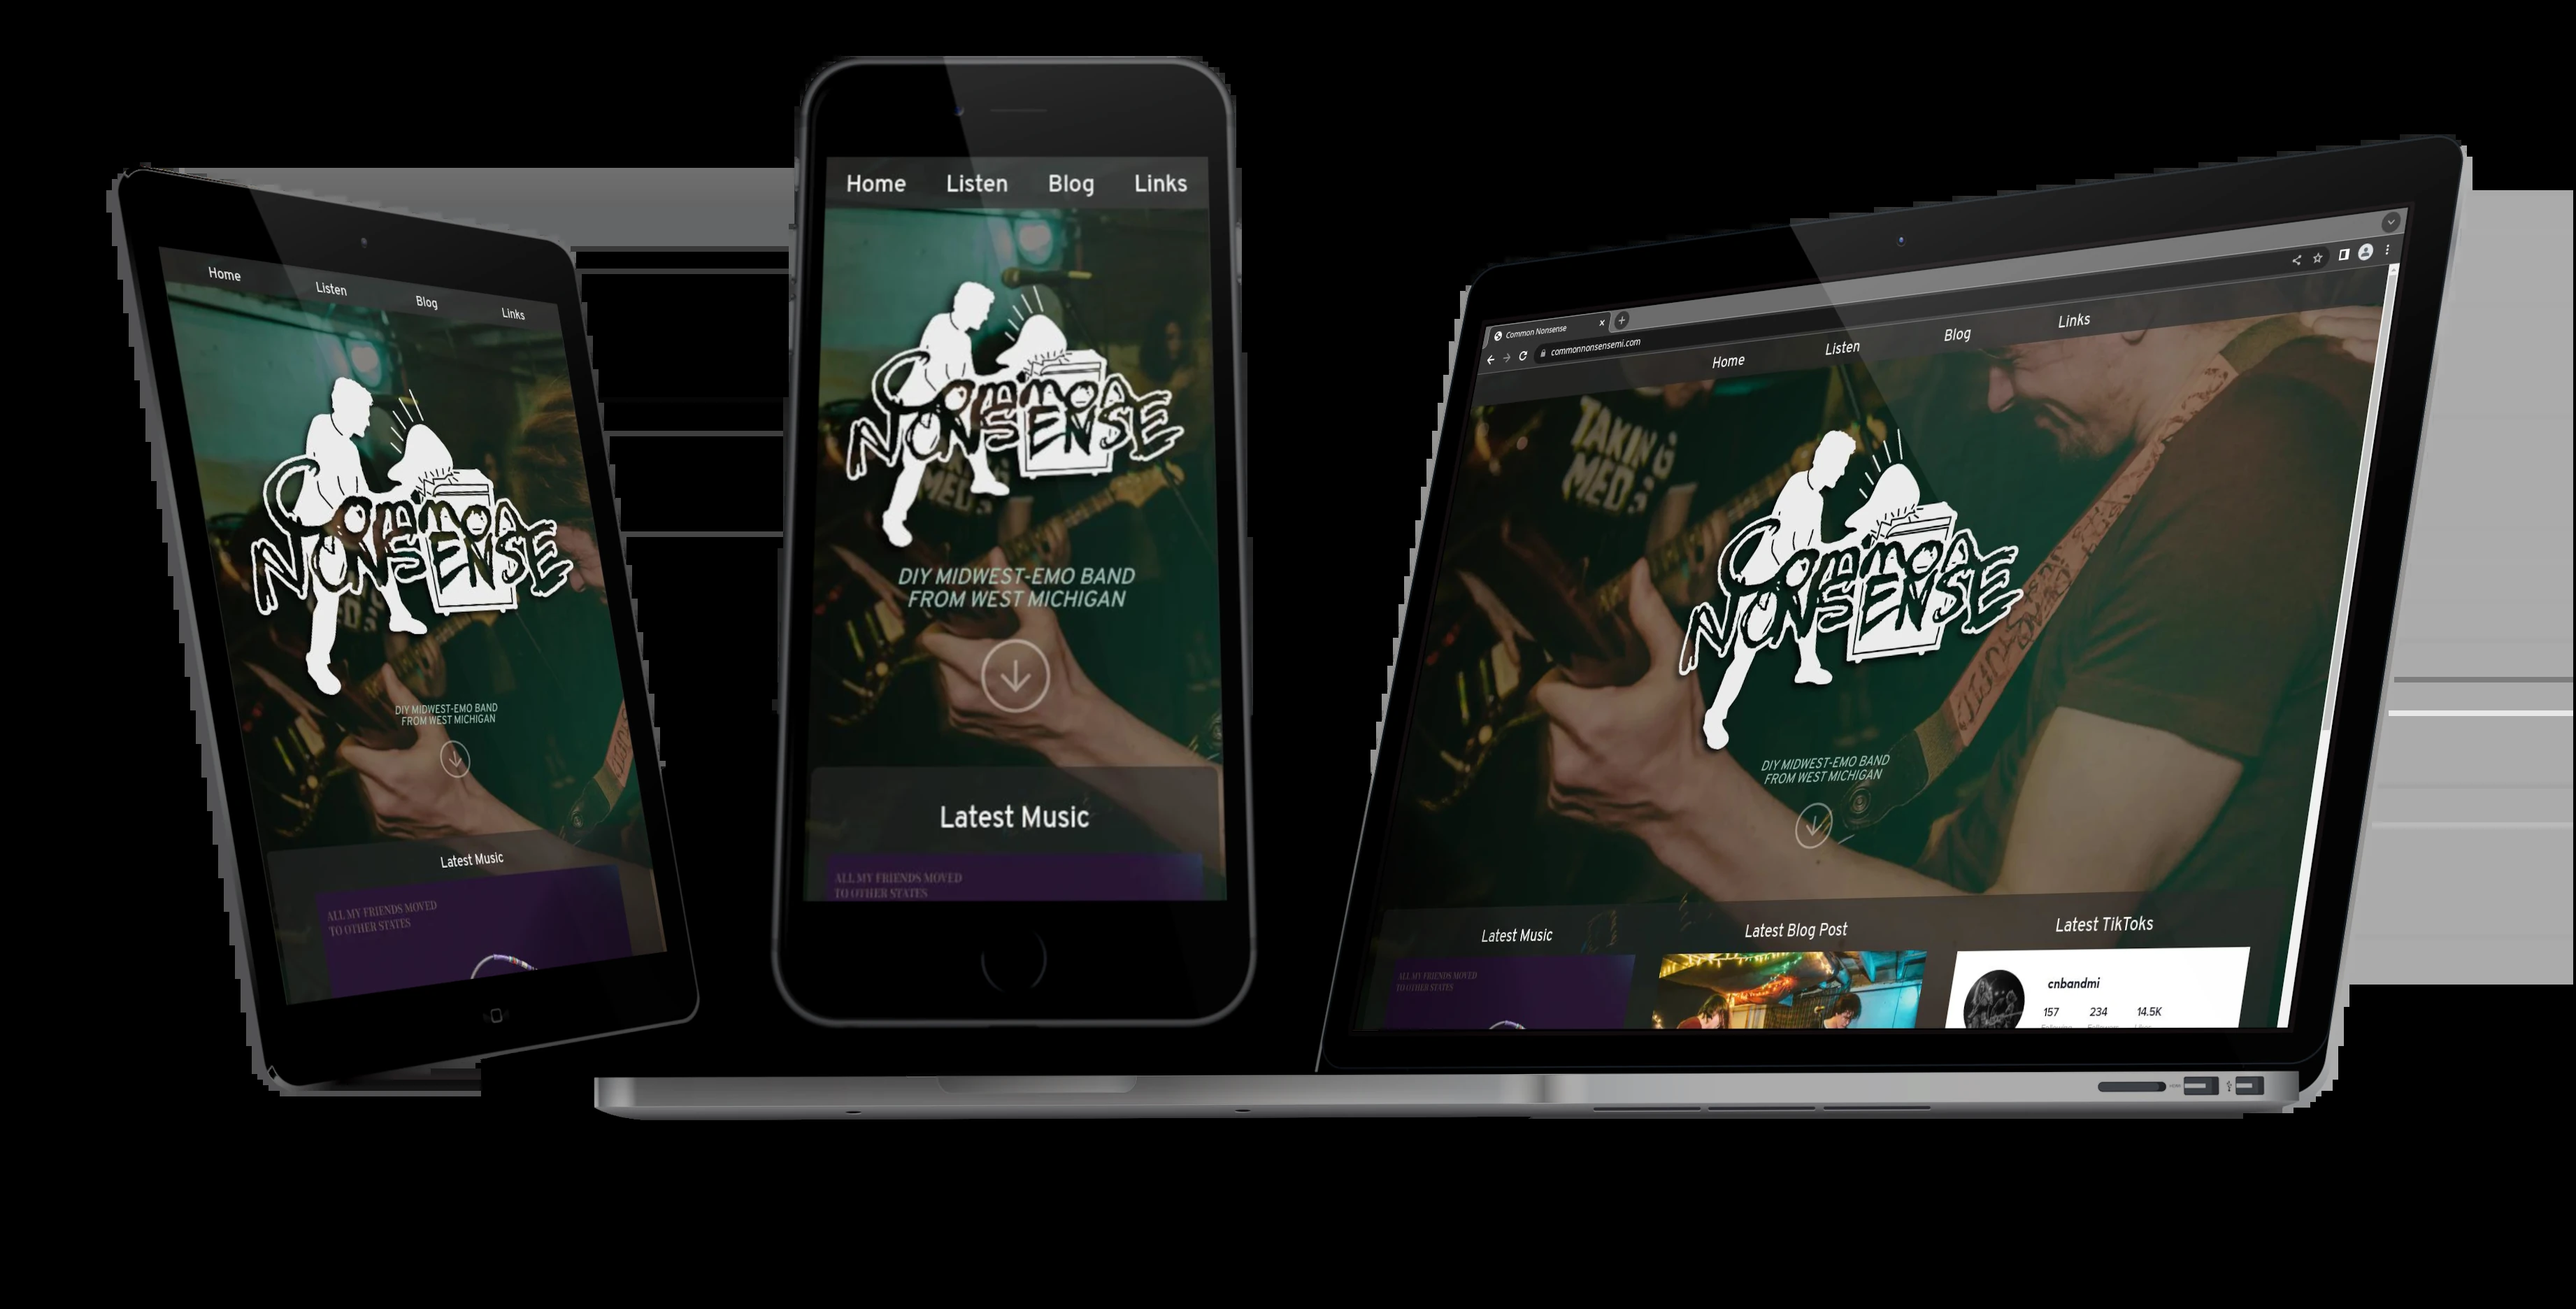 Home Listen Blog Links
COMMON
NONSENSE
DIY MIDWEST-EMO BAND
FROM WEST MICHIGAN
Latest Music
ALL MY FRIENDS MOVED
TO OTHER STATES
Home Listen Blog Links
COMMON
NONSENSE
MED
DIY MIDWEST-EMO BAND
FROM WEST MICHIGAN
Latest Music
ALL MY FRIENDS MOVED
TO OTHER STATES
Common Nonsense
commonnonsensemi.com
Home Listen Blog Links
TAKING
MEDS
COMMON
NONSENSE
DIY MIDWEST-EMO BAND
FROM WEST MICHIGAN
Latest Music Latest Blog Post Latest TikToks
ALL MY FRIENDS MOVED
TO OTHER STATES
cnbandmi
157 234 14.5K